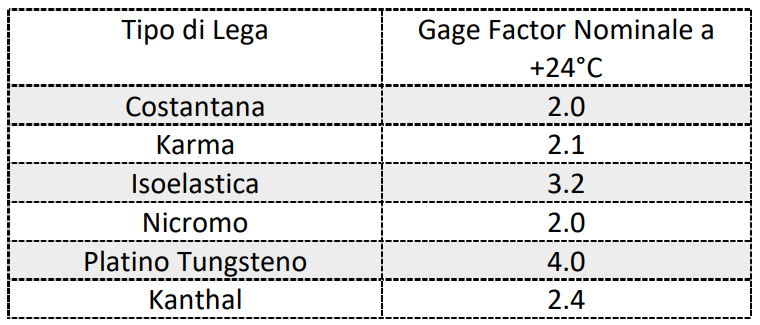 Tipo di Lega Gage Factor Nominale a
+24°C
Costantana 2.0
Karma 2.1
Isoelastica 3.2
Nicromo 2.0
Platino Tungsteno 4.0
Kanthal 2.4